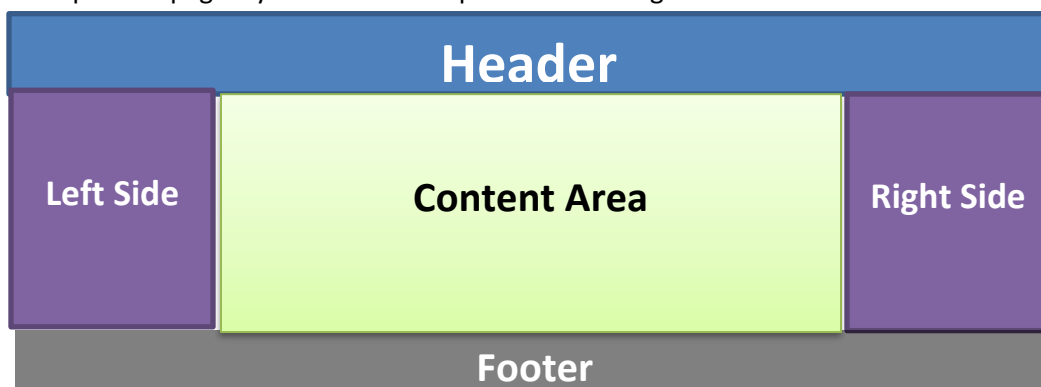 Header
Left Side
Content Area
Right Side
Footer